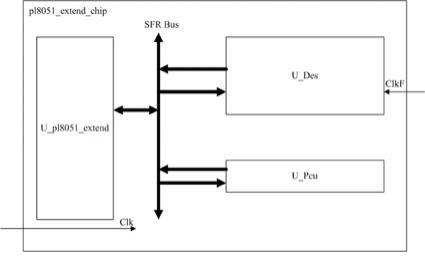 pl8051_extend_chip
SFR Bus
U_Des
ClkF
U_pl8051_extend
U_Pcu
Clk